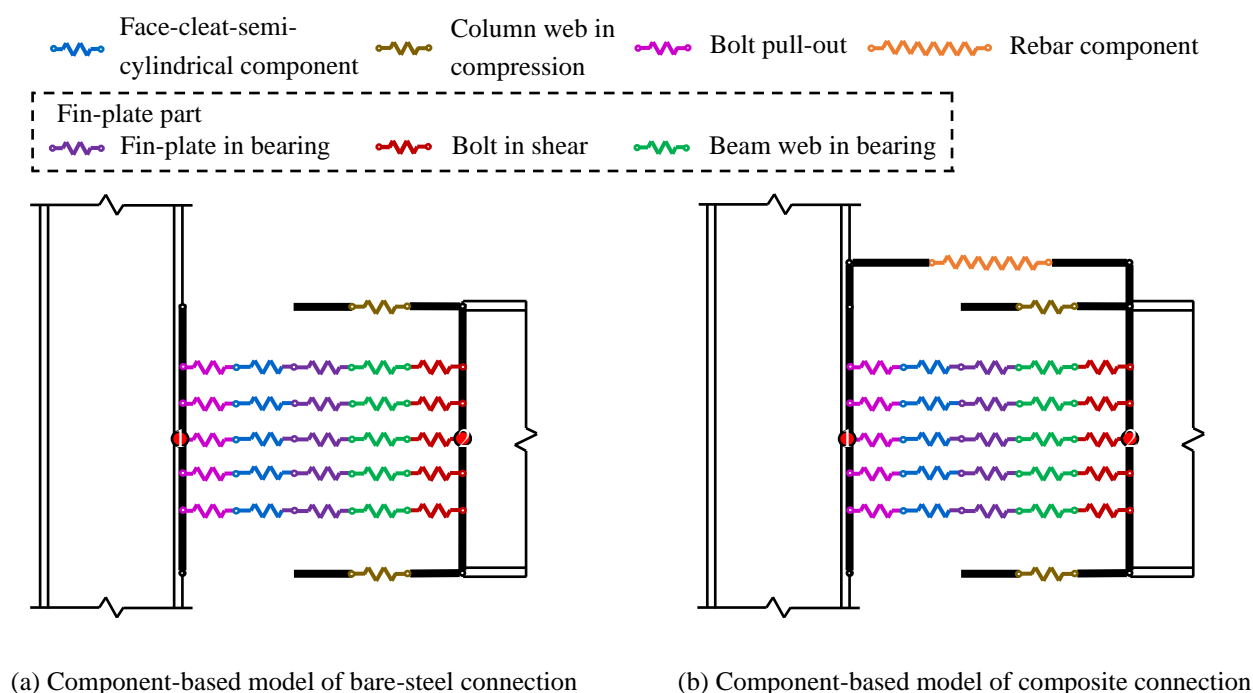 Face-cleat-semi-
cylindrical component
Column web in
compression
Bolt pull-out
Rebar component
Fin-plate part
Fin-plate in bearing
Bolt in shear
Beam web in bearing
1
2
1
2
(a) Component-based model of bare-steel connection
(b) Component-based model of composite connection